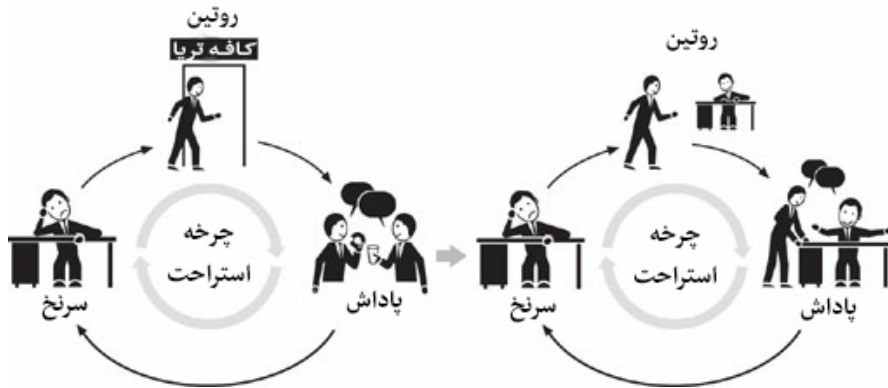 روتین
کافه تریا
چرخه
استراحت
سرنخ
پاداش
روتین
چرخه
استراحت
سرنخ
پاداش